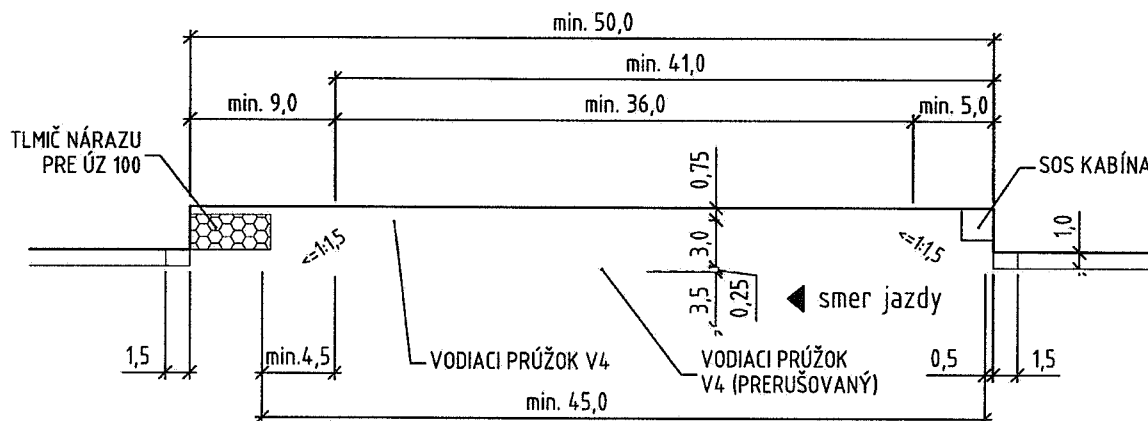 min. 50,0
min. 41,0
min. 9,0
min. 36,0
min. 5,0
TLMIČ NÁRAZU
PRE ÚZ 100
0,75
SOS KABÍNA
<=1:1,5
3,0
<=1:1,5
1,0
3,5
0,25
smer jazdy
1,5
min.4,5
VODIACI PRÚŽOK V4
VODIACI PRÚŽOK
V4 (PRERUŠOVANÝ)
0,5
1,5
min. 45,0